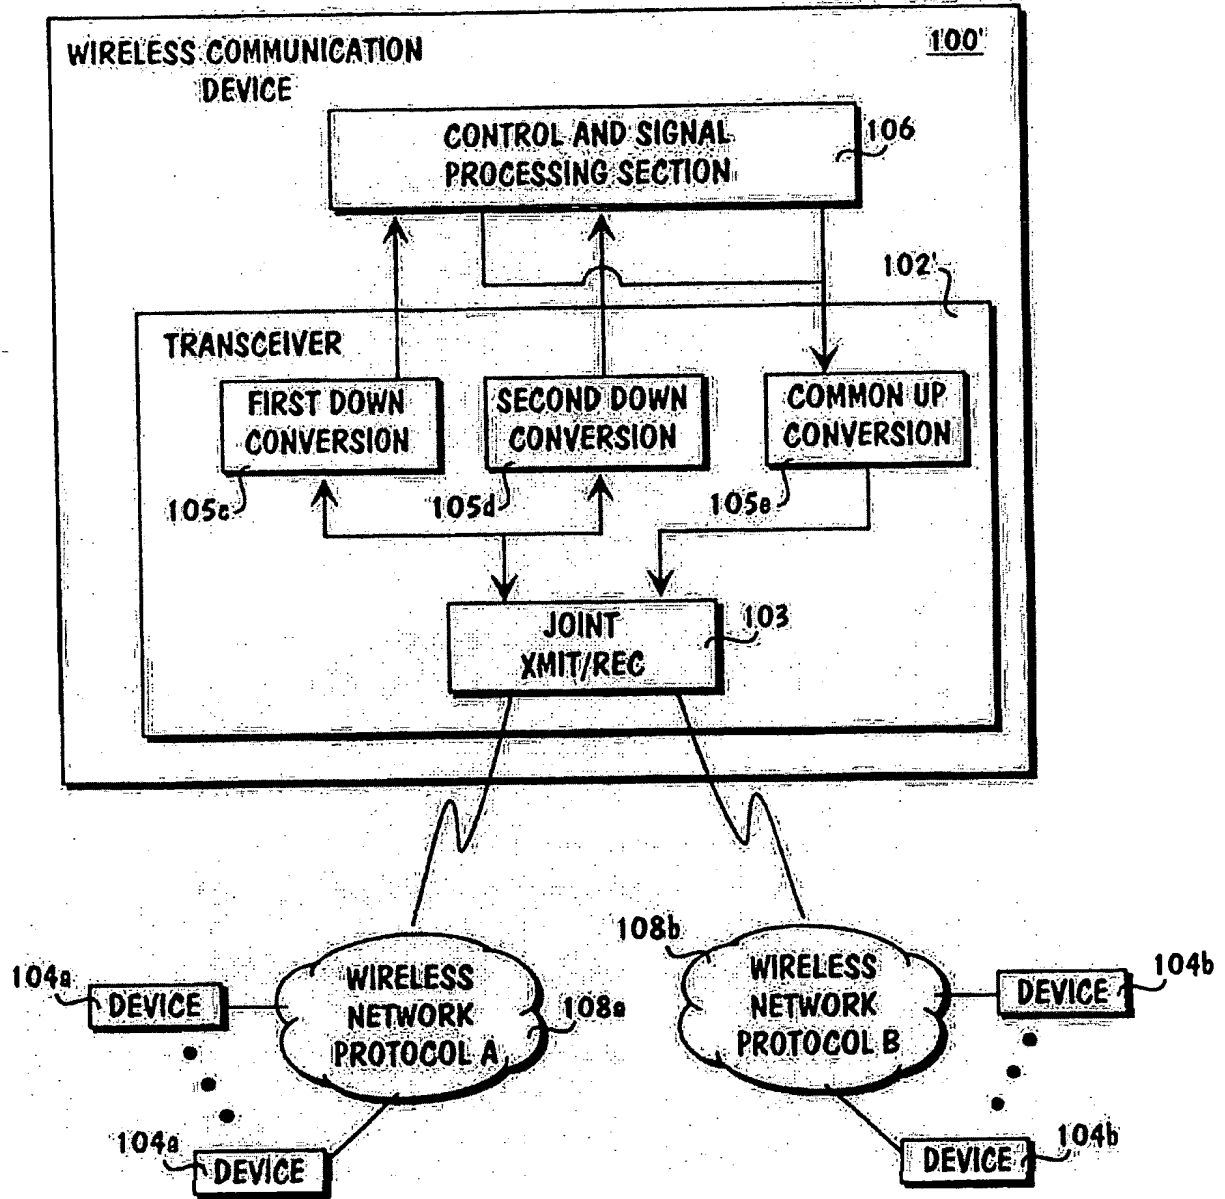 WIRELESS COMMUNICATION
DEVICE
100'
CONTROL AND SIGNAL
PROCESSING SECTION
106
102'
TRANSCEIVER
FIRST DOWN
CONVERSION
SECOND DOWN
CONVERSION
COMMON UP
CONVERSION
105c
105d
105e
JOINT
XMIT/REC
103
108b
104a
DEVICE
WIRELESS
NETWORK
PROTOCOL A
108a
WIRELESS
NETWORK
PROTOCOL B
DEVICE
104b
104a
DEVICE
DEVICE
104b